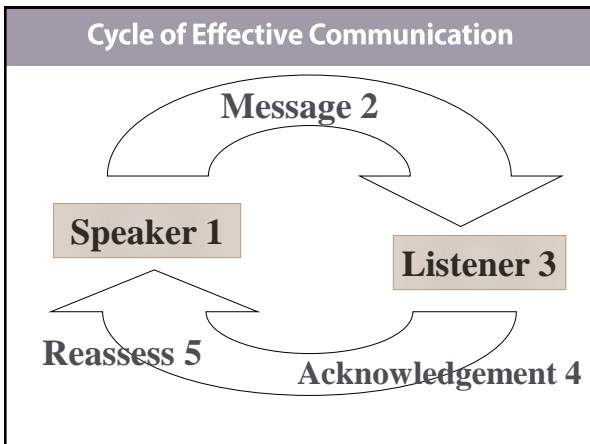 Cycle of Effective Communication
Message 2
Speaker 1
Listener 3
Reassess 5
Acknowledgement 4